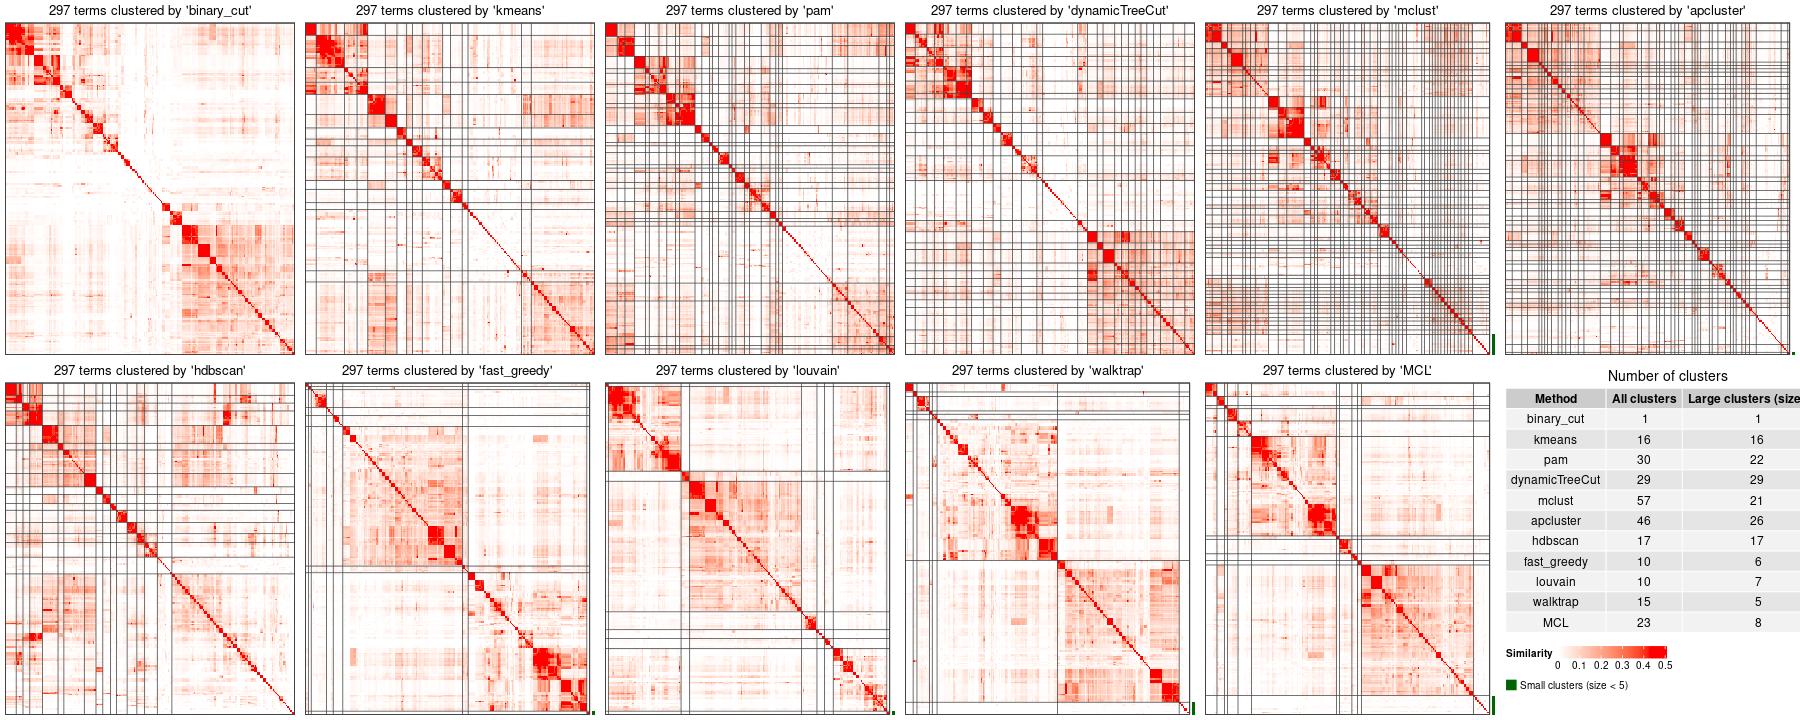 297 terms clustered by 'binary_cut'
297 terms clustered by 'kmeans'
297 terms clustered by 'pam'
297 terms clustered by 'dynamicTreeCut'
297 terms clustered by 'mclust'
297 terms clustered by 'apcluster'
297 terms clustered by 'hdbscan'
297 terms clustered by 'fast_greedy'
297 terms clustered by 'louvain'
297 terms clustered by 'walktrap'
297 terms clustered by 'MCL'
Number of clusters
Method All clusters Large clusters (size
binary_cut 1 1
kmeans 16 16
pam 30 22
dynamicTreeCut 29 29
mclust 57 21
apcluster 46 26
hdbscan 17 17
fast_greedy 10 6
louvain 10 7
walktrap 15 5
MCL 23 8
Similarity
0 0.1 0.2 0.3 0.4 0.5
Small clusters (size < 5)